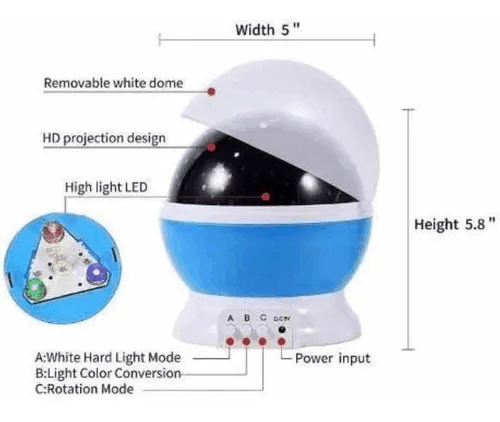 Width 5 "
Removable white dome
HD projection design
High light LED
Height 5.8 "
A B C D.C5V
A:White Hard Light Mode
Power input
B:Light Color Conversion
C:Rotation Mode